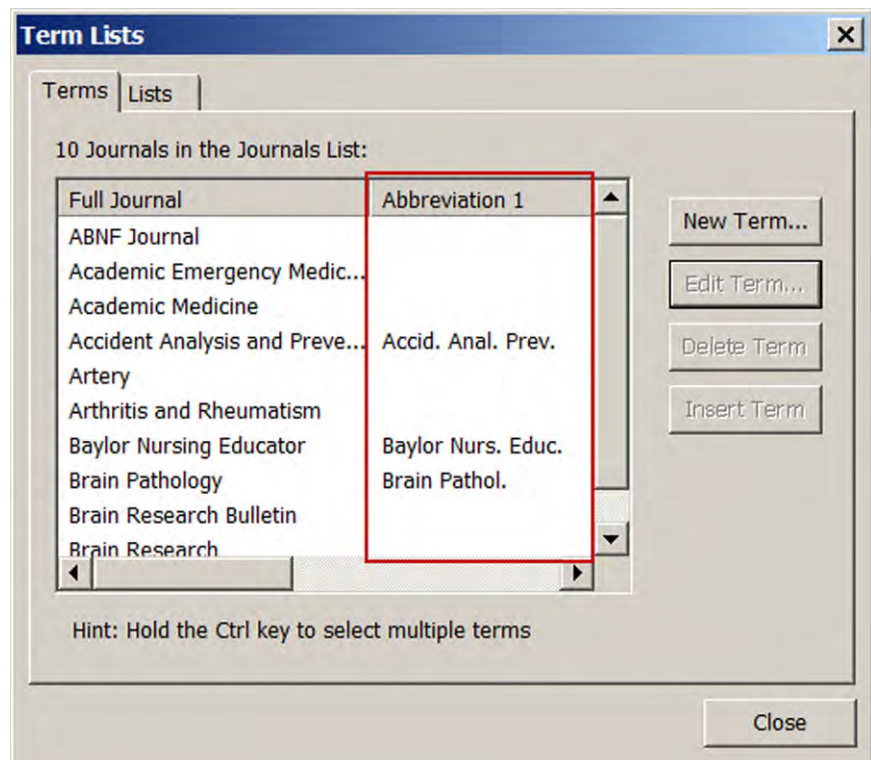 Term Lists
Terms Lists
10 Journals in the Journals List:
Full Journal Abbreviation 1
New Term...
ABNF Journal
Academic Emergency Medic...
Edit Term...
Academic Medicine
Accident Analysis and Preve... Accid. Anal. Prev.
Delete Term
Artery
Arthritis and Rheumatism
Insert Term
Baylor Nursing Educator Baylor Nurs. Educ.
Brain Pathology Brain Pathol.
Brain Research Bulletin
Brain Research
Hint: Hold the Ctrl key to select multiple terms
Close